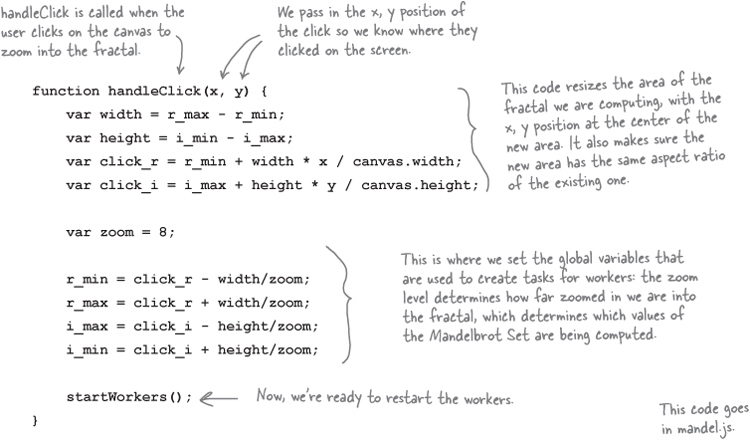 handleClick is called when the
user clicks on the canvas to
zoom into the fractal.
We pass in the x, y position of
the click so we know where they
clicked on the screen.
function handleClick(x, y) {
var width = r_max - r_min;
var height = i_min - i_max;
var click_r = r_min + width * x / canvas.width;
var click_i = i_max + height * y / canvas.height;
This code resizes the area of the
fractal we are computing, with the
x, y position at the center of the
new area. It also makes sure the
new area has the same aspect ratio
of the existing one.
var zoom = 8;
r_min = click_r - width/zoom;
r_max = click_r + width/zoom;
i_max = click_i - height/zoom;
i_min = click_i + height/zoom;
This is where we set the global variables that
are used to create tasks for workers: the zoom
level determines how far zoomed in we are into
the fractal, which determines which values of
the Mandelbrot Set are being computed.
startWorkers();
Now, we're ready to restart the workers.
}
This code goes
in mandel.js.